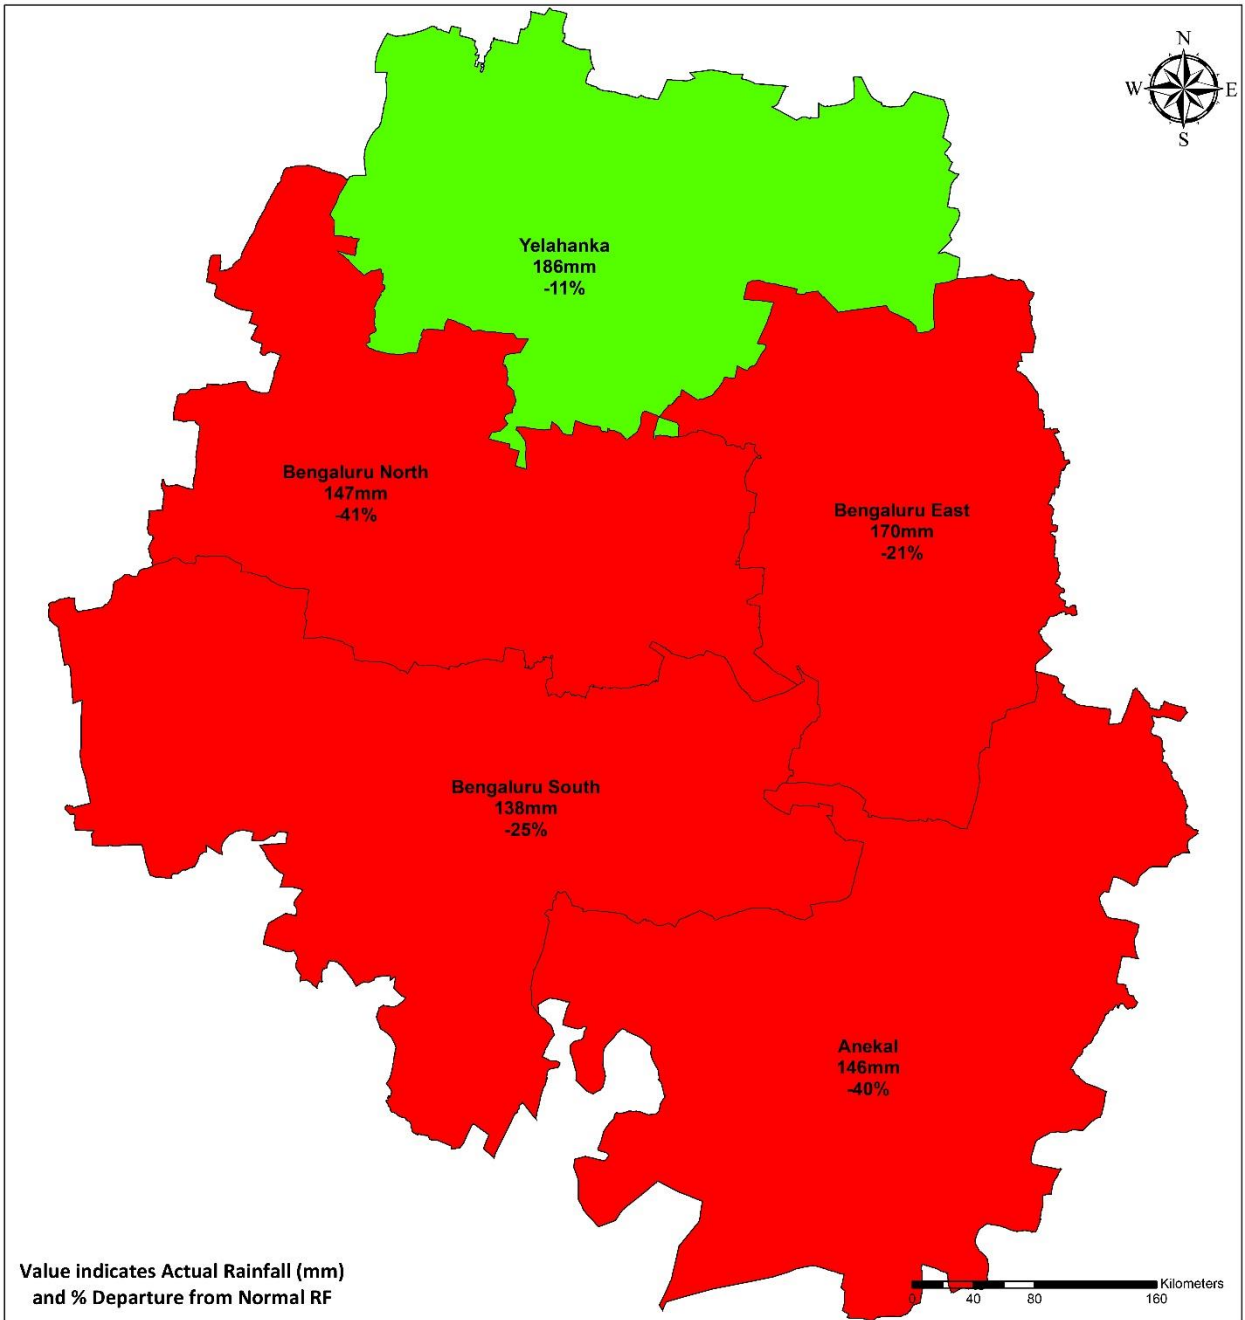 N
W E
S
Yelahanka
186mm
-11%
Bengaluru North
147mm
-41%
Bengaluru East
170mm
-21%
Bengaluru South
138mm
-25%
Anekal
146mm
-40%
Value indicates Actual Rainfall (mm)
and % Departure from Normal RF
Kilometers
0 40 80 160